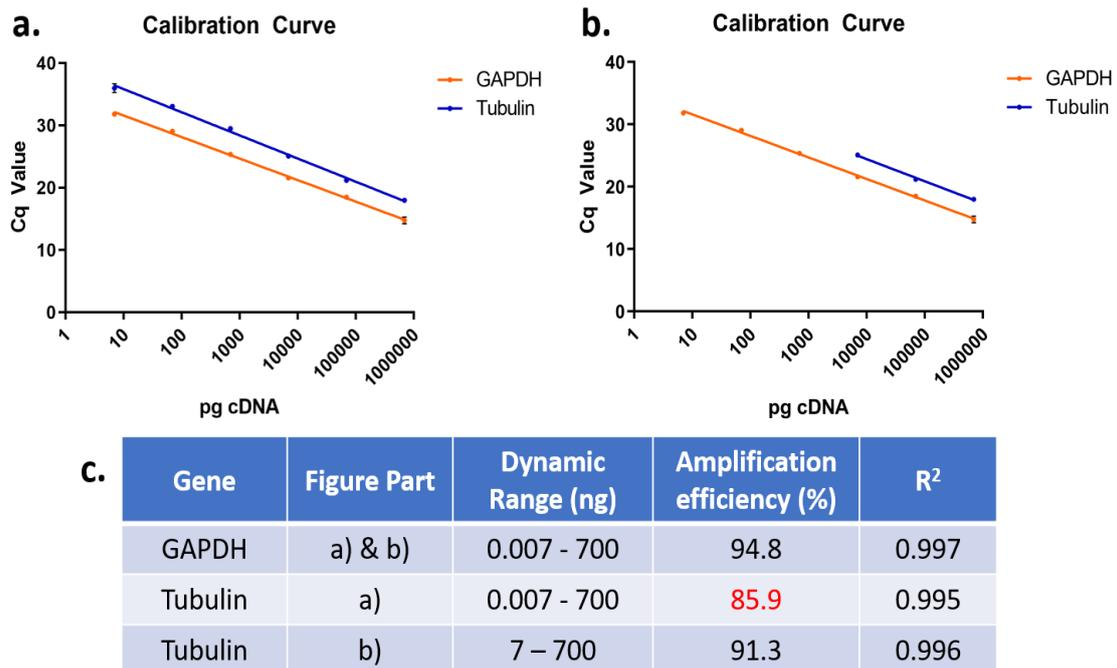 a.
Calibration Curve
40
30
20
10
0
Cq Value
1
10
100
1000
10000
100000
1000000
pg cDNA
GAPDH
Tubulin
b.
Calibration Curve
40
30
20
10
0
Cq Value
1
10
100
1000
10000
100000
1000000
pg cDNA
GAPDH
Tubulin
c.
Gene Figure Part Dynamic Range (ng) Amplification efficiency (%) R²
GAPDH a) & b) 0.007 - 700 94.8 0.997
Tubulin a) 0.007 - 700 85.9 0.995
Tubulin b) 7 – 700 91.3 0.996